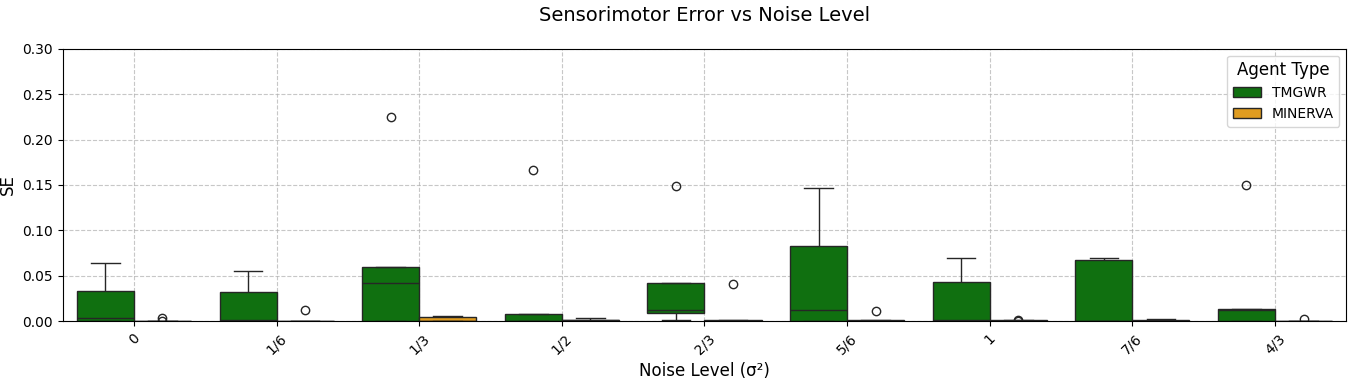 Sensorimotor Error vs Noise Level
0.30
0.25
0.20
0.15
0.10
0.05
0.00
SE
Agent Type
TMGWR
MINERVA
0
1/6
1/3
1/2
2/3
5/6
1
7/6
4/3
Noise Level (σ²)